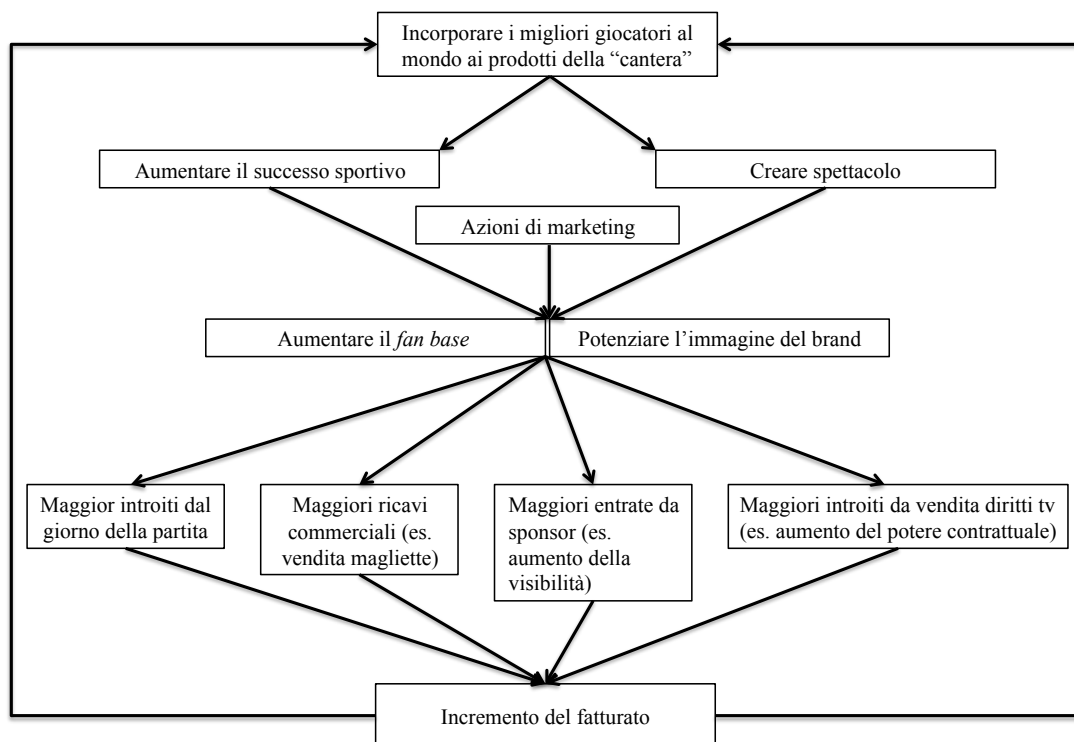 Incorporare i migliori giocatori al
mondo ai prodotti della “cantera”
Aumentare il successo sportivo
Creare spettacolo
Azioni di marketing
Aumentare il fan base
Potenziare l’immagine del brand
Maggior introiti dal
giorno della partita
Maggiori ricavi
commerciali (es.
vendita magliette)
Maggiori entrate da
sponsor (es.
aumento della
visibilità)
Maggiori introiti da vendita diritti tv
(es. aumento del potere contrattuale)
Incremento del fatturato